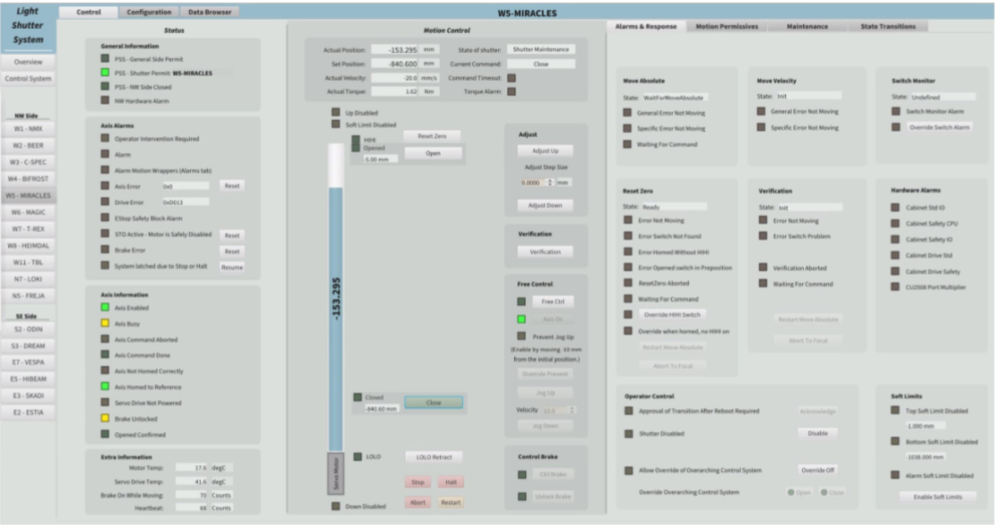 Light
Shutter
System
Overview
Control System
NW Side
W1 - NMX
W2 - BEER
W3 - C-SPEC
W4 - BIFROST
W5 - MIRACLES
W6 - MAGIC
W7 - T-REX
W8 - HEIMDAL
W11 - TBL
N7 - LOKI
N5 - FREJA
SE Side
S2 - ODIN
S3 - DREAM
E7 - VESPA
E5 - HIBEAM
E3 - SKADI
E2 - ESTIA
Control Configuration Data Browser
W5-MIRACLES
Status
General Information
PSS - General Side Permit
PSS - Shutter Permit: W5-MIRACLES
PSS - NW Side Closed
NW Hardware Alarm
Axis Alarms
Operator Intervention Required
Alarm
Alarm Motion Wrappers (Alarms tab)
Axis Error 0x0 Reset
Drive Error 0xD013
EStop Safety Block Alarm
STO Active - Motor is Safely Disabled Reset
Brake Error Reset
System latched due to Stop or Halt Resume
Axis Information
Axis Enabled
Axis Busy
Axis Command Aborted
Axis Command Done
Axis Not Homed Correctly
Axis Homed to Reference
Servo Drive Not Powered
Brake Unlocked
Opened Confirmed
Extra Information
Motor Temp: 17.6 degC
Servo Drive Temp: 41.6 degC
Brake On While Moving: 70 Counts
Heartbeat: 68 Counts
Motion Control
Actual Position: -153.295 mm State of shutter: Shutter Maintenance
Set Position: -840.600 mm Current Command: Close
Actual Velocity: -20.0 mm/s Command Timeout:
Actual Torque: 1.62 Nm Torque Alarm:
Up Disabled
Soft Limit Disabled
HIHI Reset Zero
Opened Open
-5.00 mm
-153.295
Closed Close
-840.60 mm
LOLO LOLO Retract
Servo Motor
Stop Halt
Abort Restart
Down Disabled
Adjust
Adjust Up
Adjust Step Size
0.0000 mm
Adjust Down
Verification
Verification
Free Control
Free Ctrl
Axis On
Prevent Jog Up
(Enable by moving -10 mm
from the initial position.)
Override Prevent
Jog Up
Velocity 10.0
Jog Down
Control Brake
Ctrl Brake
Unlock Brake
Alarms & Response Motion Permissives Maintenance State Transitions
Move Absolute
State: WaitForMoveAbsolute
General Error Not Moving
Specific Error Not Moving
Waiting For Command
Move Velocity
State: Init
General Error Not Moving
Specific Error Not Moving
Switch Monitor
State: Undefined
Switch Monitor Alarm
Override Switch Alarm
Reset Zero
State: Ready
Error Not Moving
Error Switch Not Found
Error Homed Without HIHI
Error Opened switch in Preposition
ResetZero Aborted
Waiting For Command
Override HIHI Switch
Override when homed, no HIHI on
Restart Move Absolute
Abort To Focal
Verification
State: Init
Error Not Moving
Error Switch Problem
Verification Aborted
Waiting For Command
Restart Move Absolute
Abort To Focal
Hardware Alarms
Cabinet Std IO
Cabinet Safety CPU
Cabinet Safety IO
Cabinet Drive Std
Cabinet Drive Safety
CU2508 Port Multiplier
Operator Control
Approval of Transition After Reboot Required Acknowledge
Shutter Disabled Disable
Allow Override of Overarching Control System Override Off
Override Overarching Control System Open Close
Soft Limits
Top Soft Limit Disabled
-1.000 mm
Bottom Soft Limit Disabled
-1038.000 mm
Alarm Soft Limit Disabled
Enable Soft Limits